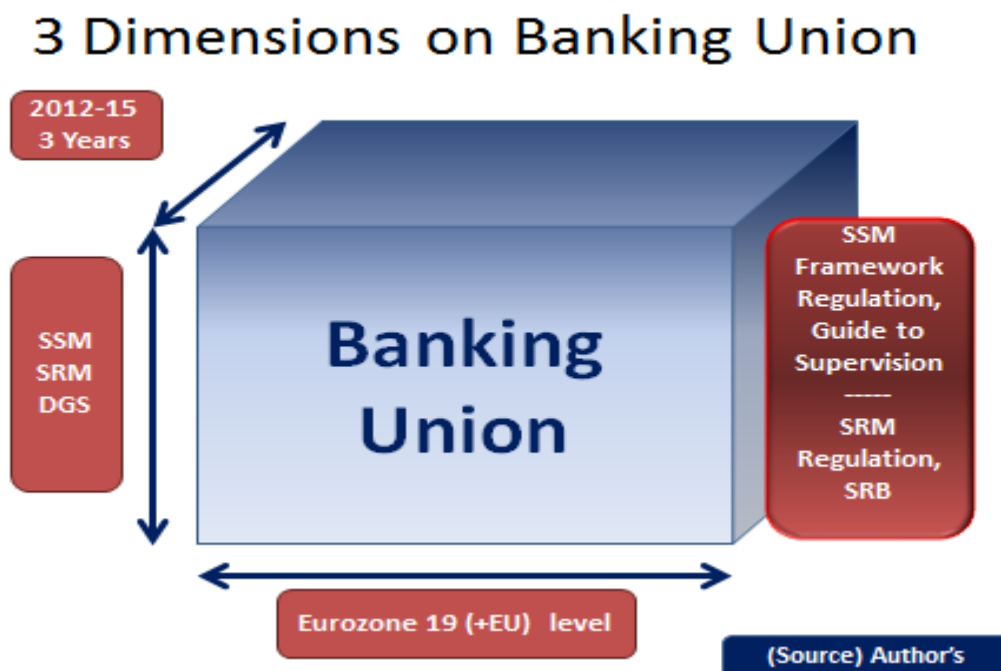 3 Dimensions on Banking Union
2012-15
3 Years
SSM
SRM
DGS
Banking
Union
SSM
Framework
Regulation,
Guide to
Supervision
-----
SRM
Regulation,
SRB
Eurozone 19 (+EU) level
(Source) Author's